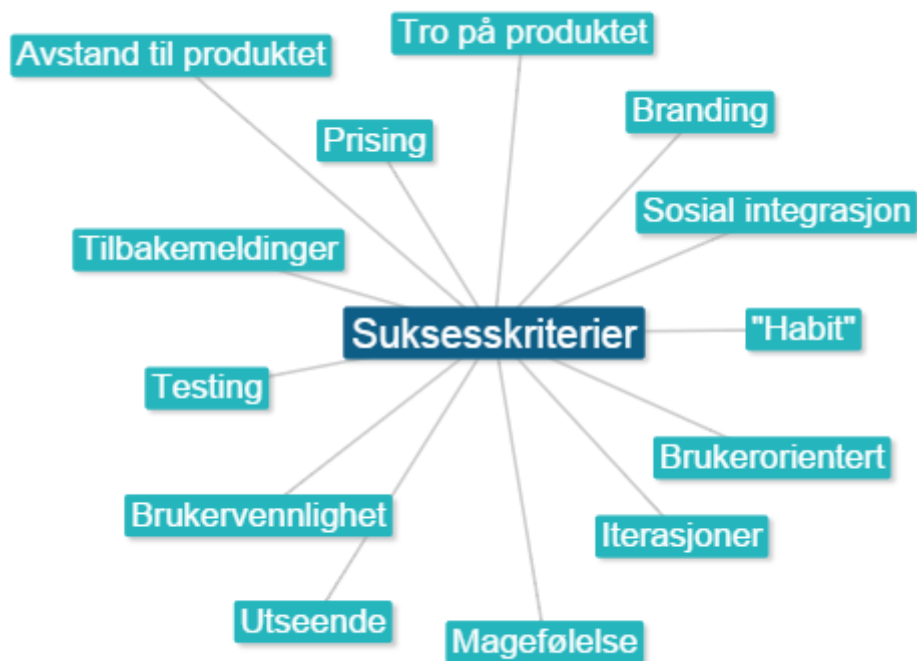 Tro på produktet
Avstand til produktet
Branding
Prising
Sosial integrasjon
Tilbakemeldinger
Suksesskriterier
"Habit"
Testing
Brukerorientert
Brukervennlighet
Iterasjoner
Utseende
Magefølelse